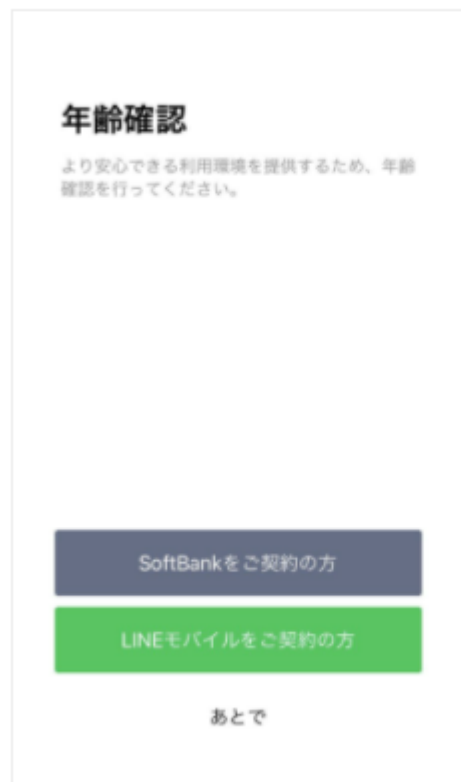 年齢確認
より安心できる利用環境を提供するため、年齢
確認を行ってください。
SoftBankをご契約の方
LINEモバイルをご契約の方
あとで